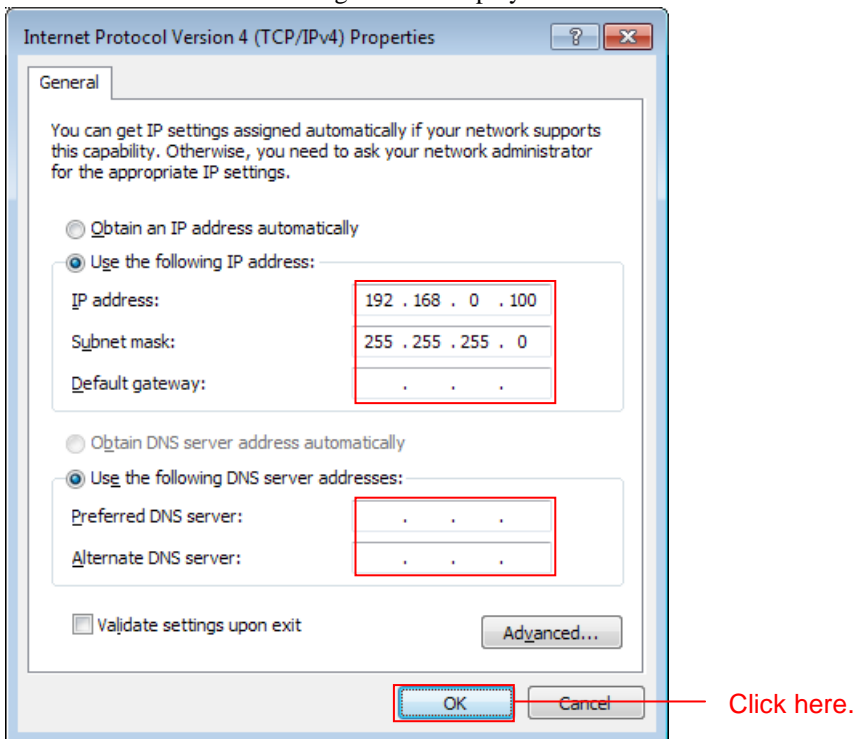 Internet Protocol Version 4 (TCP/IPv4) Properties
General
You can get IP settings assigned automatically if your network supports
this capability. Otherwise, you need to ask your network administrator
for the appropriate IP settings.
Obtain an IP address automatically
Use the following IP address:
IP address: 192 . 168 . 0 . 100
Subnet mask: 255 . 255 . 255 . 0
Default gateway: . . .
Obtain DNS server address automatically
Use the following DNS server addresses:
Preferred DNS server: . . .
Alternate DNS server: . . .
Validate settings upon exit
Advanced...
OK Cancel Click here.